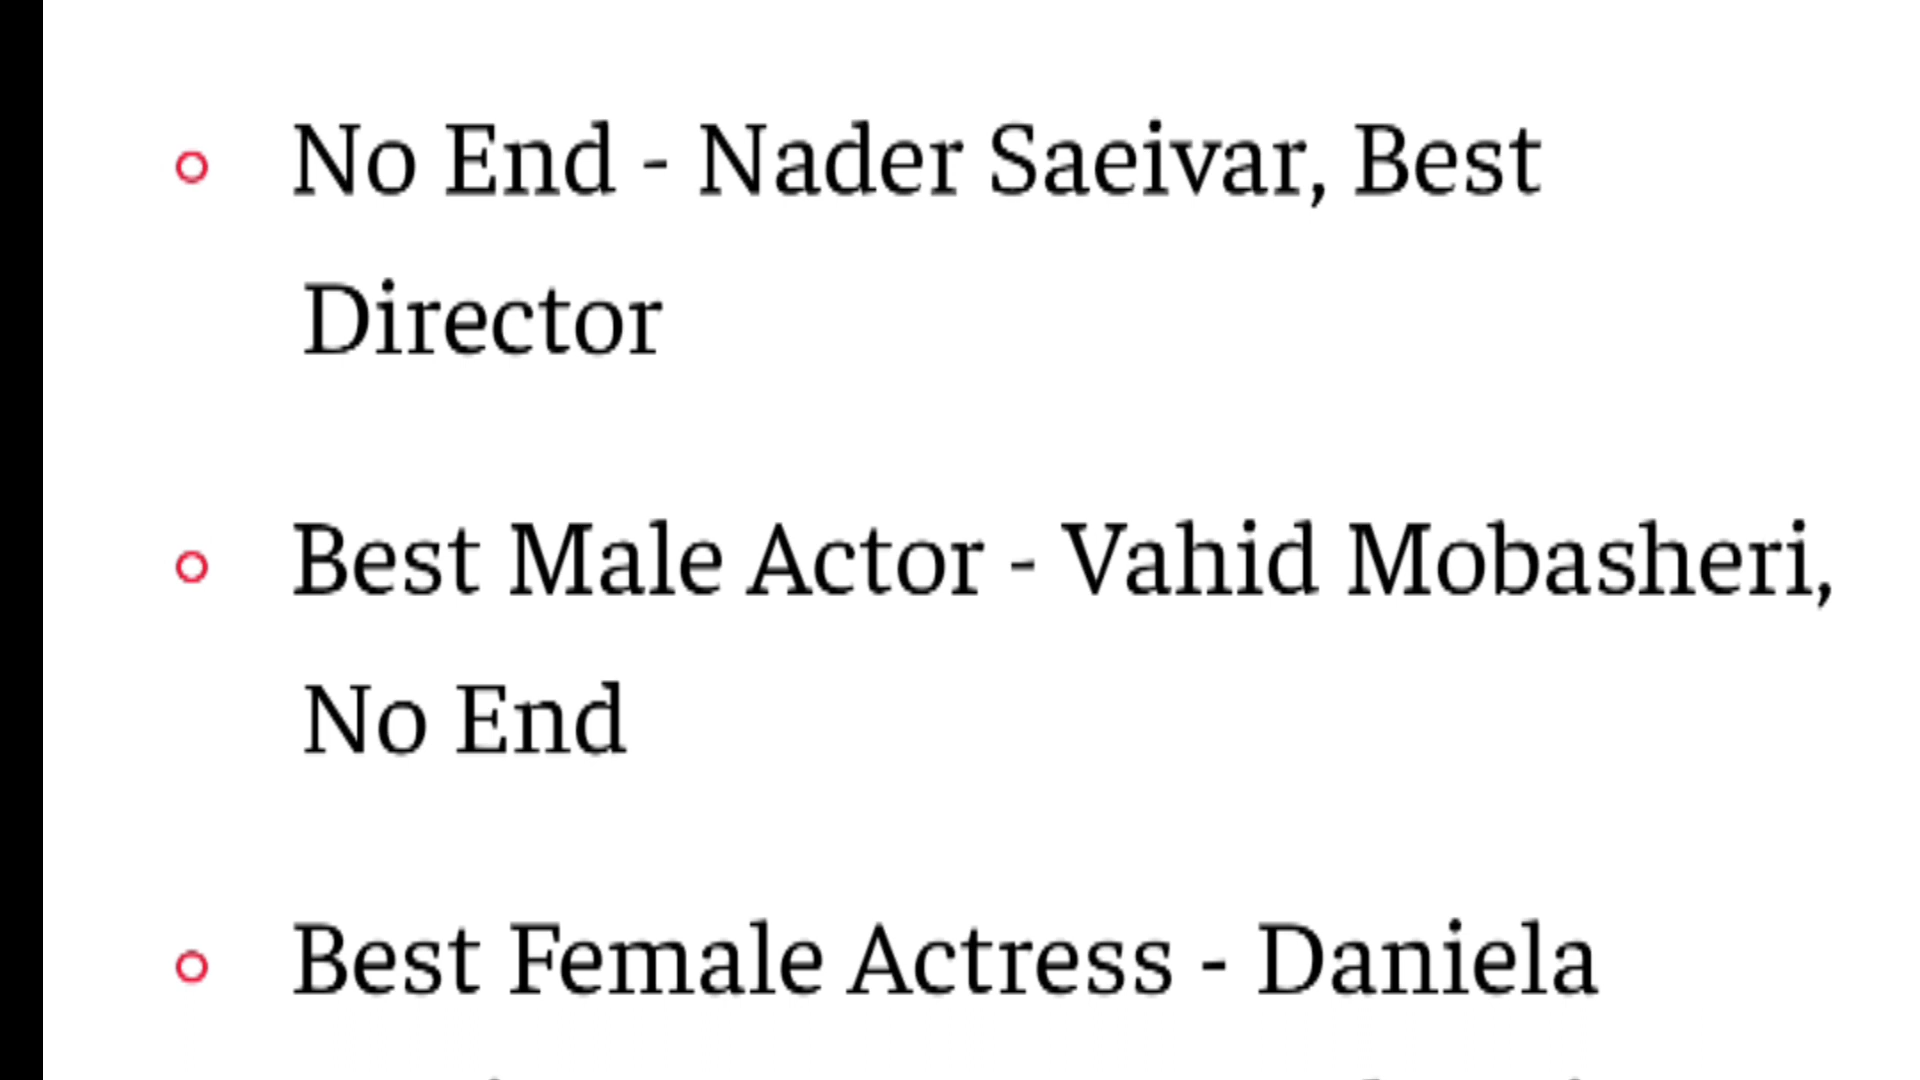 No End - Nader Saeivar, Best
Director
Best Male Actor - Vahid Mobasheri,
No End
Best Female Actress - Daniela